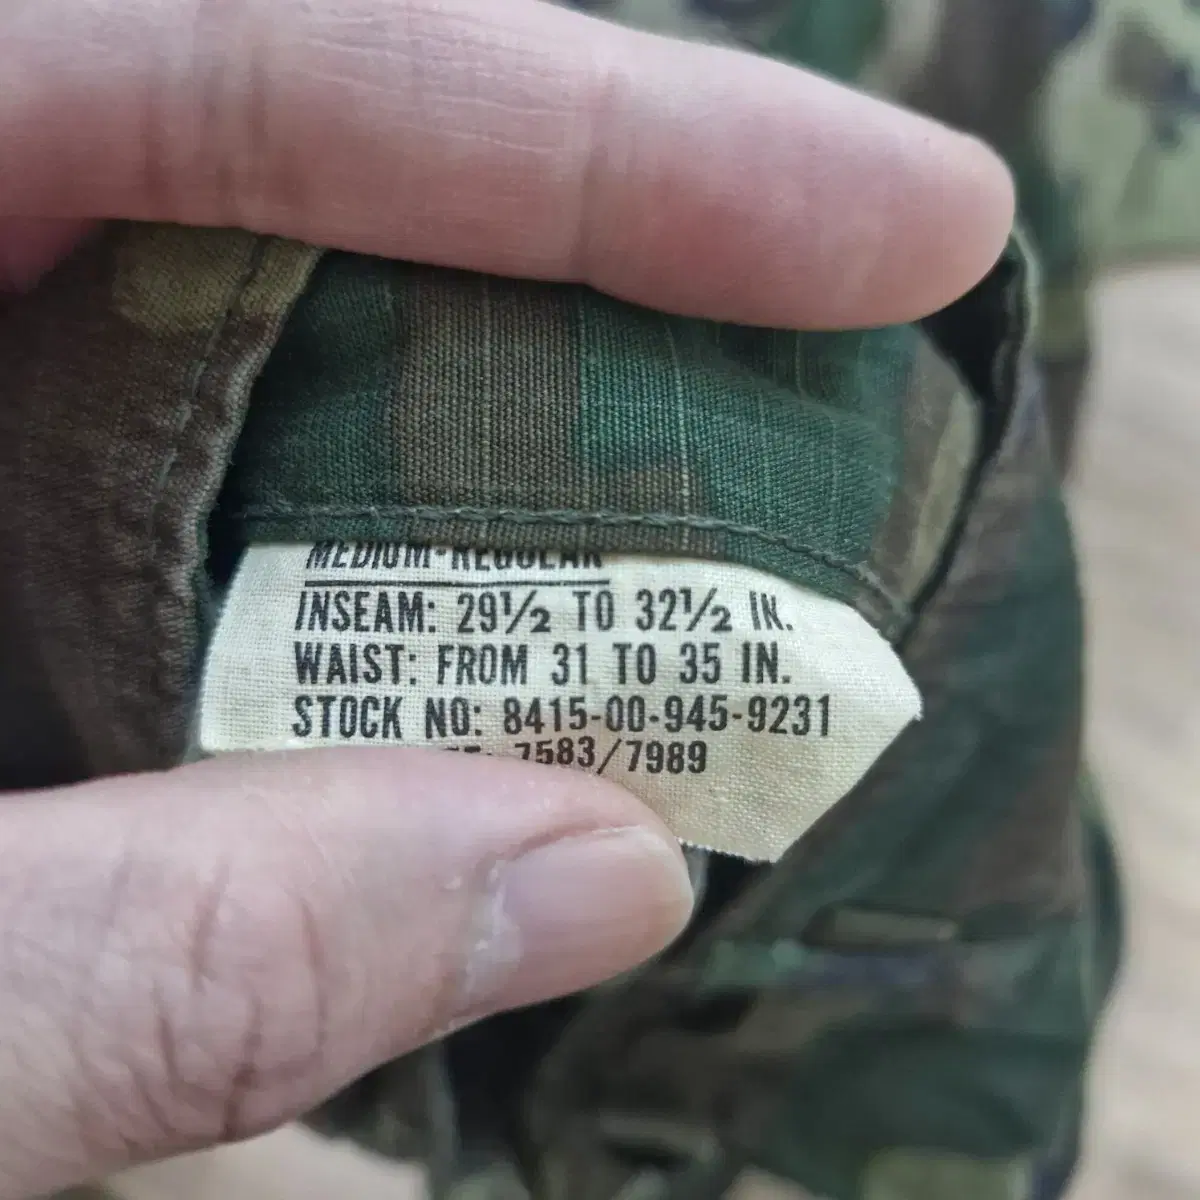 MEDIUM-REGULAR
INSEAM: 29½ TO 32½ IN.
WAIST: FROM 31 TO 35 IN.
STOCK NO: 8415-00-945-9231
7583/7989